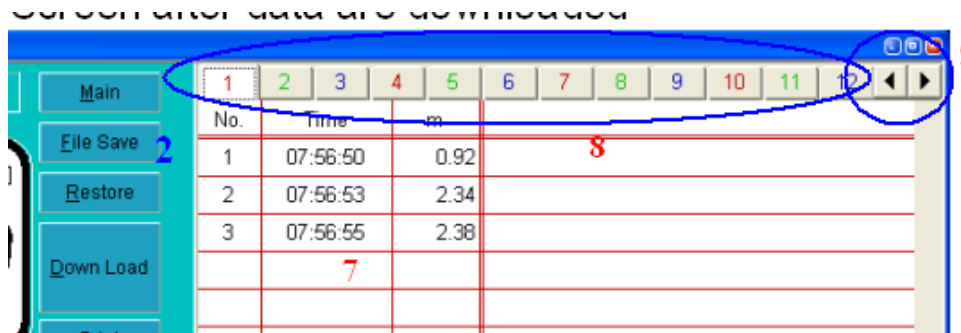 Screen after data are downloaded
1 2 3 4 5 6 7 8 9 10 11 12
Main
No. Time m
File Save 2
8
1 07:56:50 0.92
Restore
2 07:56:53 2.34
3 07:56:55 2.38
Down Load
7